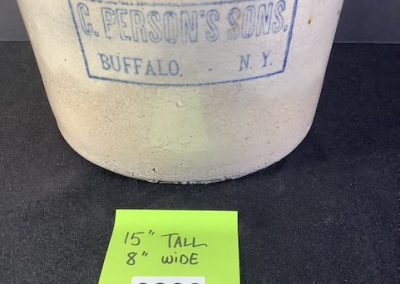 C. PERSON'S SONS.
BUFFALO. - N.Y.
15" TALL
8" WIDE